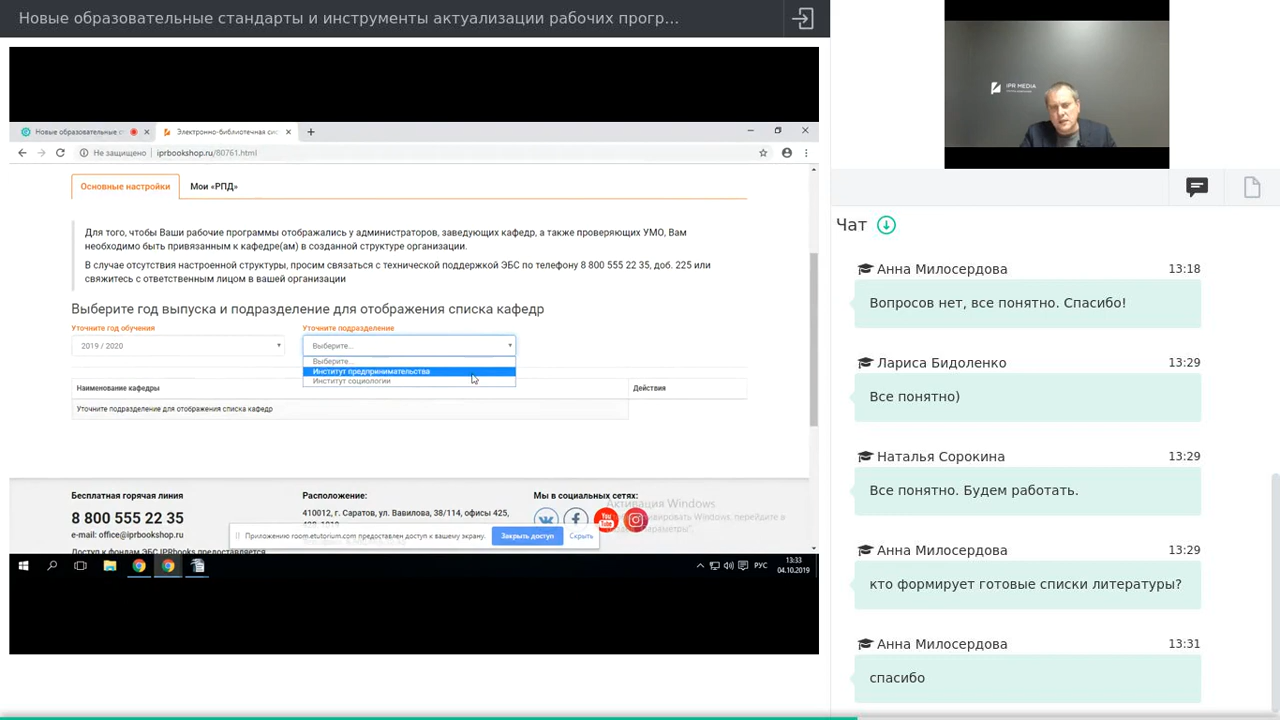 Новые образовательные стандарты и инструменты актуализации рабочих прогр...
Новые образовательные с
Электронно-библиотечная сис
Не защищено
iprbookshop.ru/80761.html
Основные настройки
Мои «РПД»
Для того, чтобы Ваши рабочие программы отображались у администраторов, заведующих кафедр, а также проверяющих УМО, Вам
необходимо быть привязанным к кафедре(ам) в созданной структуре организации.
В случае отсутствия настроенной структуры, просим связаться с технической поддержкой ЭБС по телефону 8 800 555 22 35, доб. 225 или
свяжитесь с ответственным лицом в вашей организации
Выберите год выпуска и подразделение для отображения списка кафедр
Уточните год обучения
Уточните подразделение
2019 / 2020
Выберите...
Выберите...
Институт предпринимательства
Институт социологии
Наименование кафедры
Действия
Уточните подразделение для отображения списка кафедр
Бесплатная горячая линия
Расположение:
Мы в социальных сетях:
8 800 555 22 35
410012, г. Саратов, ул. Вавилова, 38/114, офисы 425,
e-mail: office@iprbookshop.ru
Доступ к фондам ЭБС IPRbooks предоставляется
Активация Windows
Приложению room.etutorium.com предоставлен доступ к вашему экрану.
Закрыть доступ
Скрыть
РУС
13:33
04.10.2019
IPR MEDIA
Чат
Анна Милосердова 13:18
Вопросов нет, все понятно. Спасибо!
Лариса Бидоленко 13:29
Все понятно)
Наталья Сорокина 13:29
Все понятно. Будем работать.
Анна Милосердова 13:29
кто формирует готовые списки литературы?
Анна Милосердова 13:31
спасибо